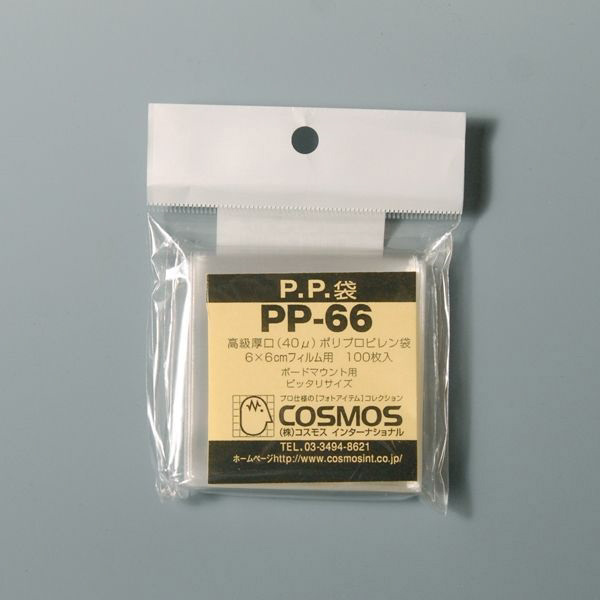 P.P.袋
PP-66
高級厚口(40μ)ポリプロピレン袋
6×6cmフィルム用 100枚入
ボードマウント用
ピッタリサイズ
プロ仕様の[フォトアイテム]コレクション
COSMOS
(株)コスモス インターナショナル
TEL.03-3494-8621
ホームページhttp://www.cosmosint.co.jp/